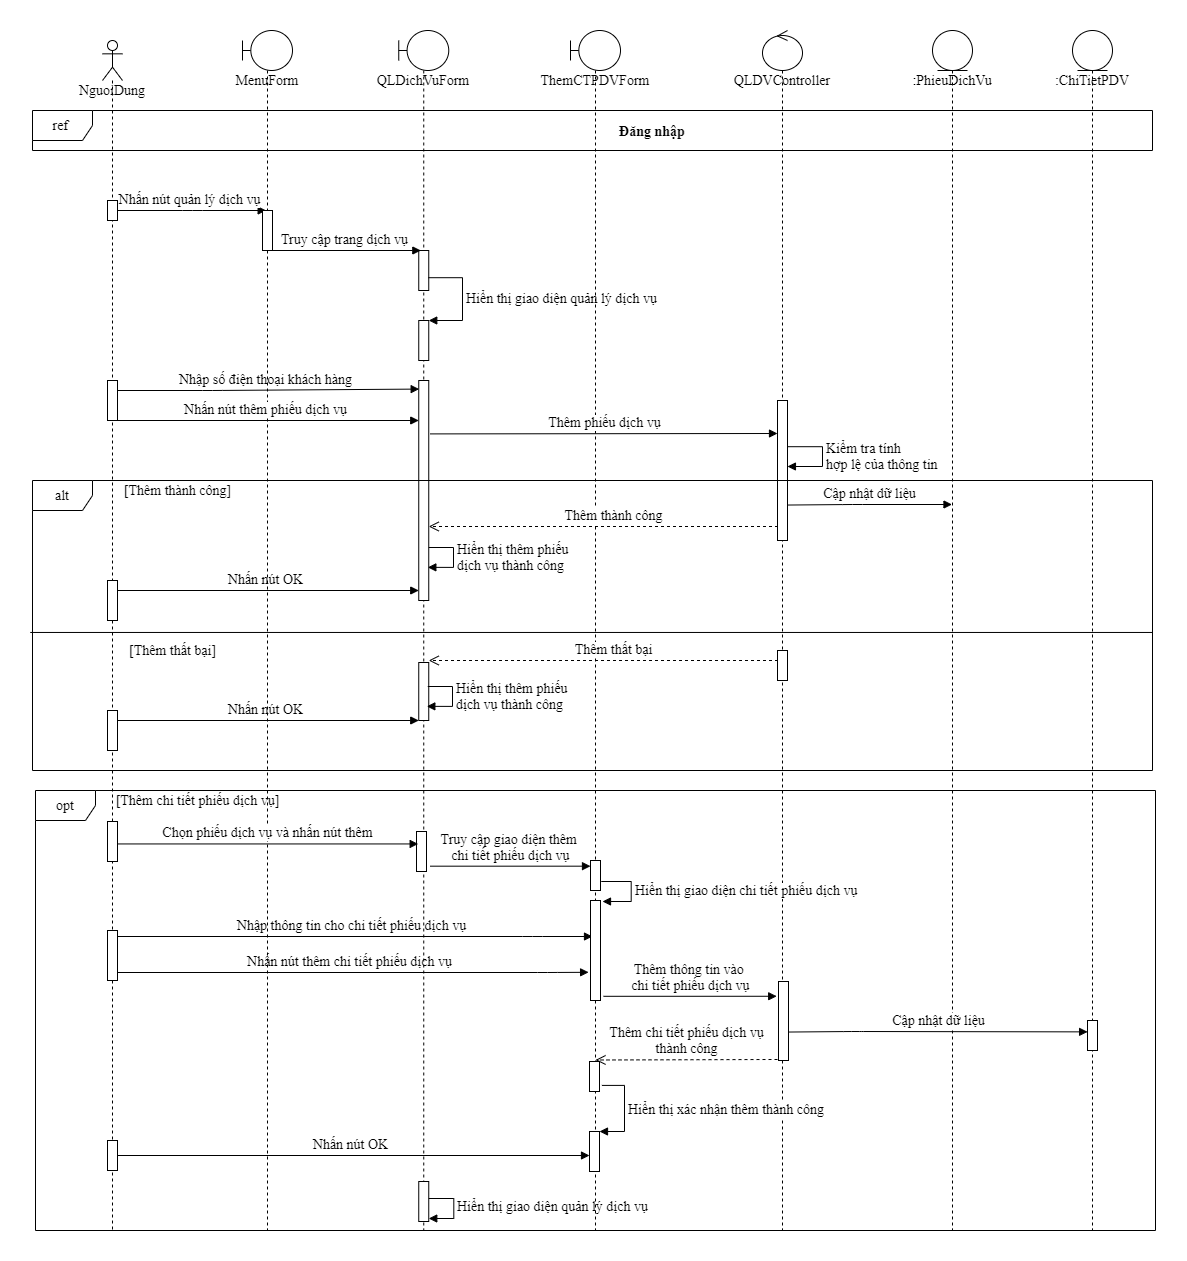 NguoiDung
MenuForm
QLDichVuForm
ThemCTPDVForm
QLDVController
:PhieuDichVu
:ChiTietPDV
ref
Đăng nhập
Nhấn nút quản lý dịch vụ
Truy cập trang dịch vụ
Hiển thị giao diện quản lý dịch vụ
Nhập số điện thoại khách hàng
Nhấn nút thêm phiếu dịch vụ
Thêm phiếu dịch vụ
Kiểm tra tính
hợp lệ của thông tin
alt
[Thêm thành công]
Cập nhật dữ liệu
Thêm thành công
Hiển thị thêm phiếu
dịch vụ thành công
Nhấn nút OK
[Thêm thất bại]
Thêm thất bại
Hiển thị thêm phiếu
dịch vụ thành công
Nhấn nút OK
opt
[Thêm chi tiết phiếu dịch vụ]
Chọn phiếu dịch vụ và nhấn nút thêm
Truy cập giao diện thêm
chi tiết phiếu dịch vụ
Hiển thị giao diện chi tiết phiếu dịch vụ
Nhập thông tin cho chi tiết phiếu dịch vụ
Nhấn nút thêm chi tiết phiếu dịch vụ
Thêm thông tin vào
chi tiết phiếu dịch vụ
Cập nhật dữ liệu
Thêm chi tiết phiếu dịch vụ
thành công
Hiển thị xác nhận thêm thành công
Nhấn nút OK
Hiển thị giao diện quản lý dịch vụ